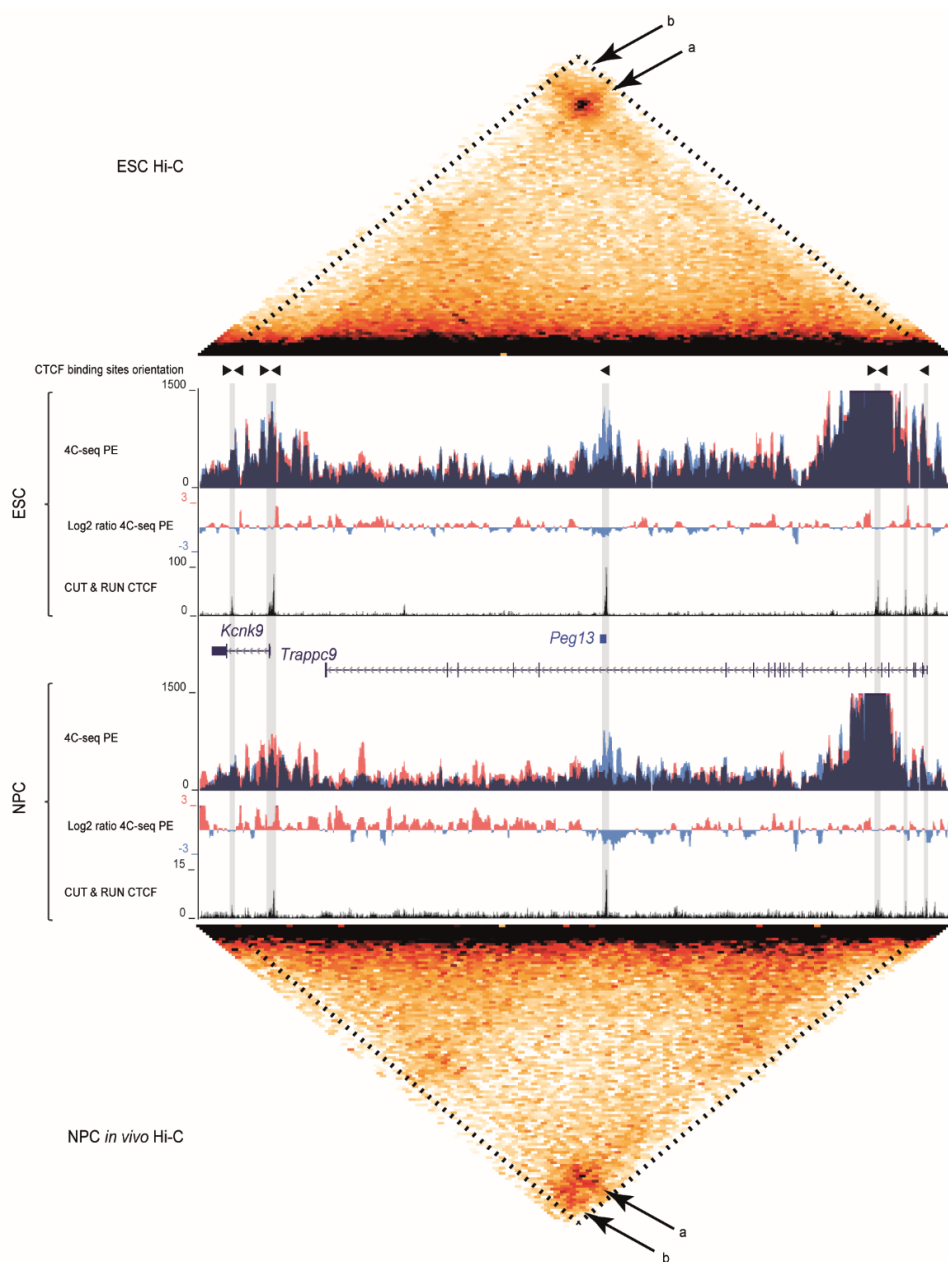 b
a
ESC Hi-C
CTCF binding sites orientation
1500
4C-seq PE
0
3
Log2 ratio 4C-seq PE
-3
100
CUT & RUN CTCF
0
ESC
Kcnk9
Peg13
Trappc9
1500
4C-seq PE
0
3
Log2 ratio 4C-seq PE
-3
15
CUT & RUN CTCF
0
NPC
NPC in vivo Hi-C
a
b